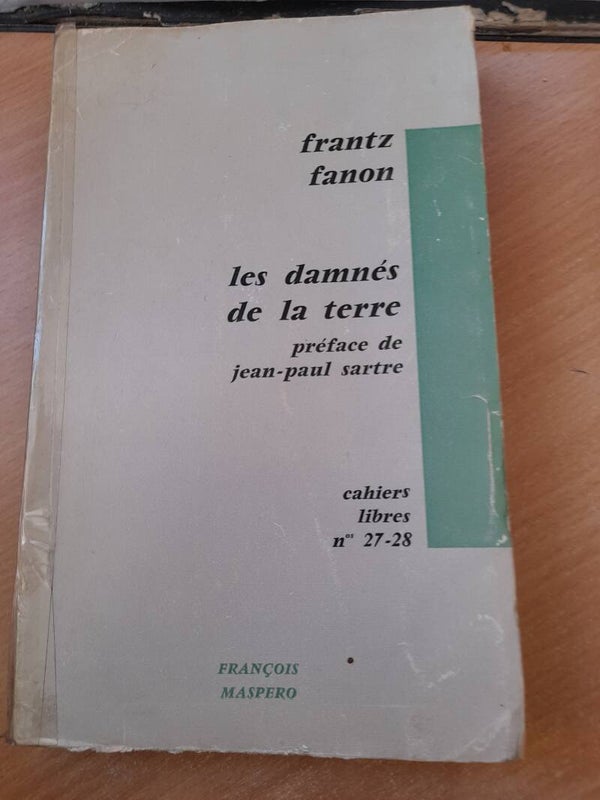 frantz
fanon
les damnés
de la terre
préface de
jean-paul sartre
cahiers
libres
nos 27-28
FRANÇOIS
MASPERO